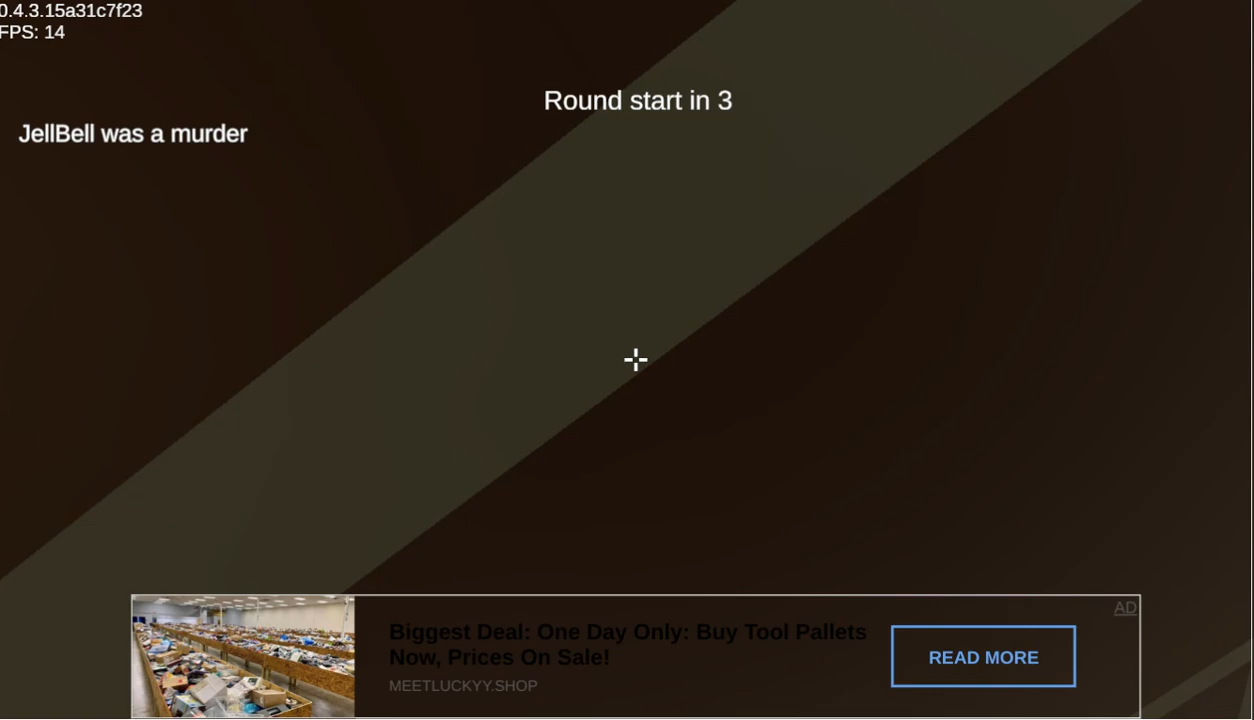 0.4.3.15a31c7f23
FPS: 14
Round start in 3
JellBell was a murder
AD
Biggest Deal: One Day Only: Buy Tool Pallets
Now, Prices On Sale!
MEETLUCKYY.SHOP
READ MORE